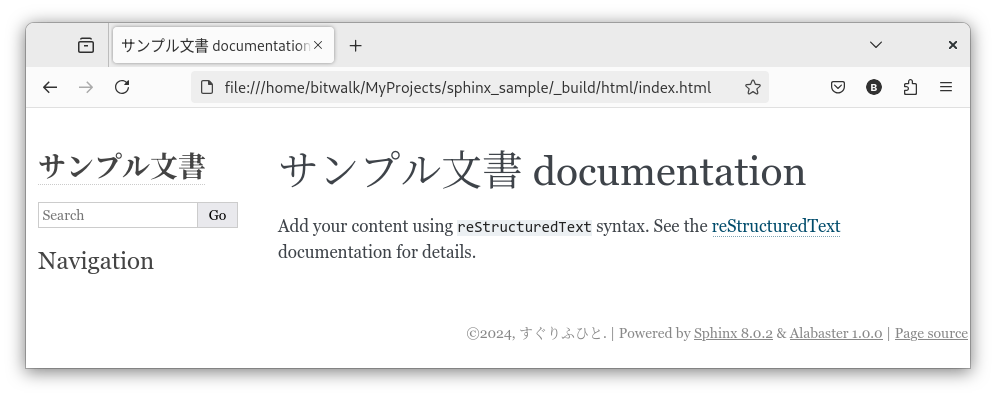 サンプル文書 documentation
file:///home/bitwalk/MyProjects/sphinx_sample/_build/html/index.html
B
サンプル文書
Search Go
Navigation
サンプル文書 documentation
Add your content using reStructuredText syntax. See the reStructuredText
documentation for details.
©2024, すぐりふひと. | Powered by Sphinx 8.0.2 & Alabaster 1.0.0 | Page source